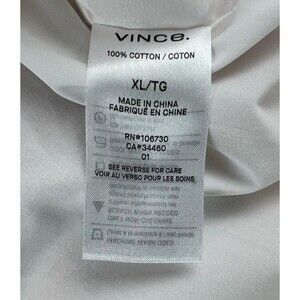 VINCE.
100% COTTON / COTON
XL/TG
MADE IN CHINA
FABRIQUÉ EN CHINE
RN#106730
CA#34460
01
SEE REVERSE FOR CARE
VOIR AU VERSO POUR LES SOINS